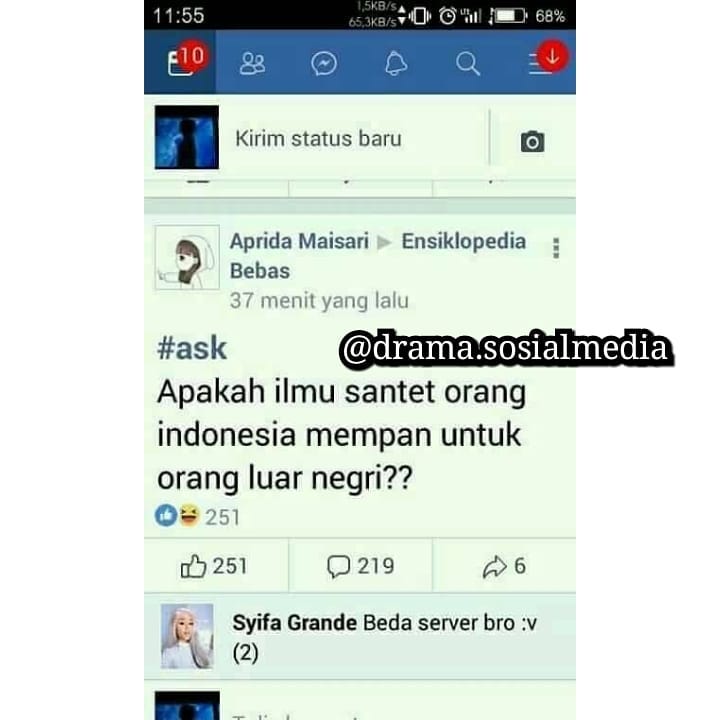 11:55
1,5KB/s
65,3KB/s
68%
10
Kirim status baru
Aprida Maisari ▶ Ensiklopedia
Bebas
37 menit yang lalu
@drama.sosialmedia
#ask
Apakah ilmu santet orang
indonesia mempan untuk
orang luar negri??
251
251
219
6
Syifa Grande Beda server bro :v
(2)